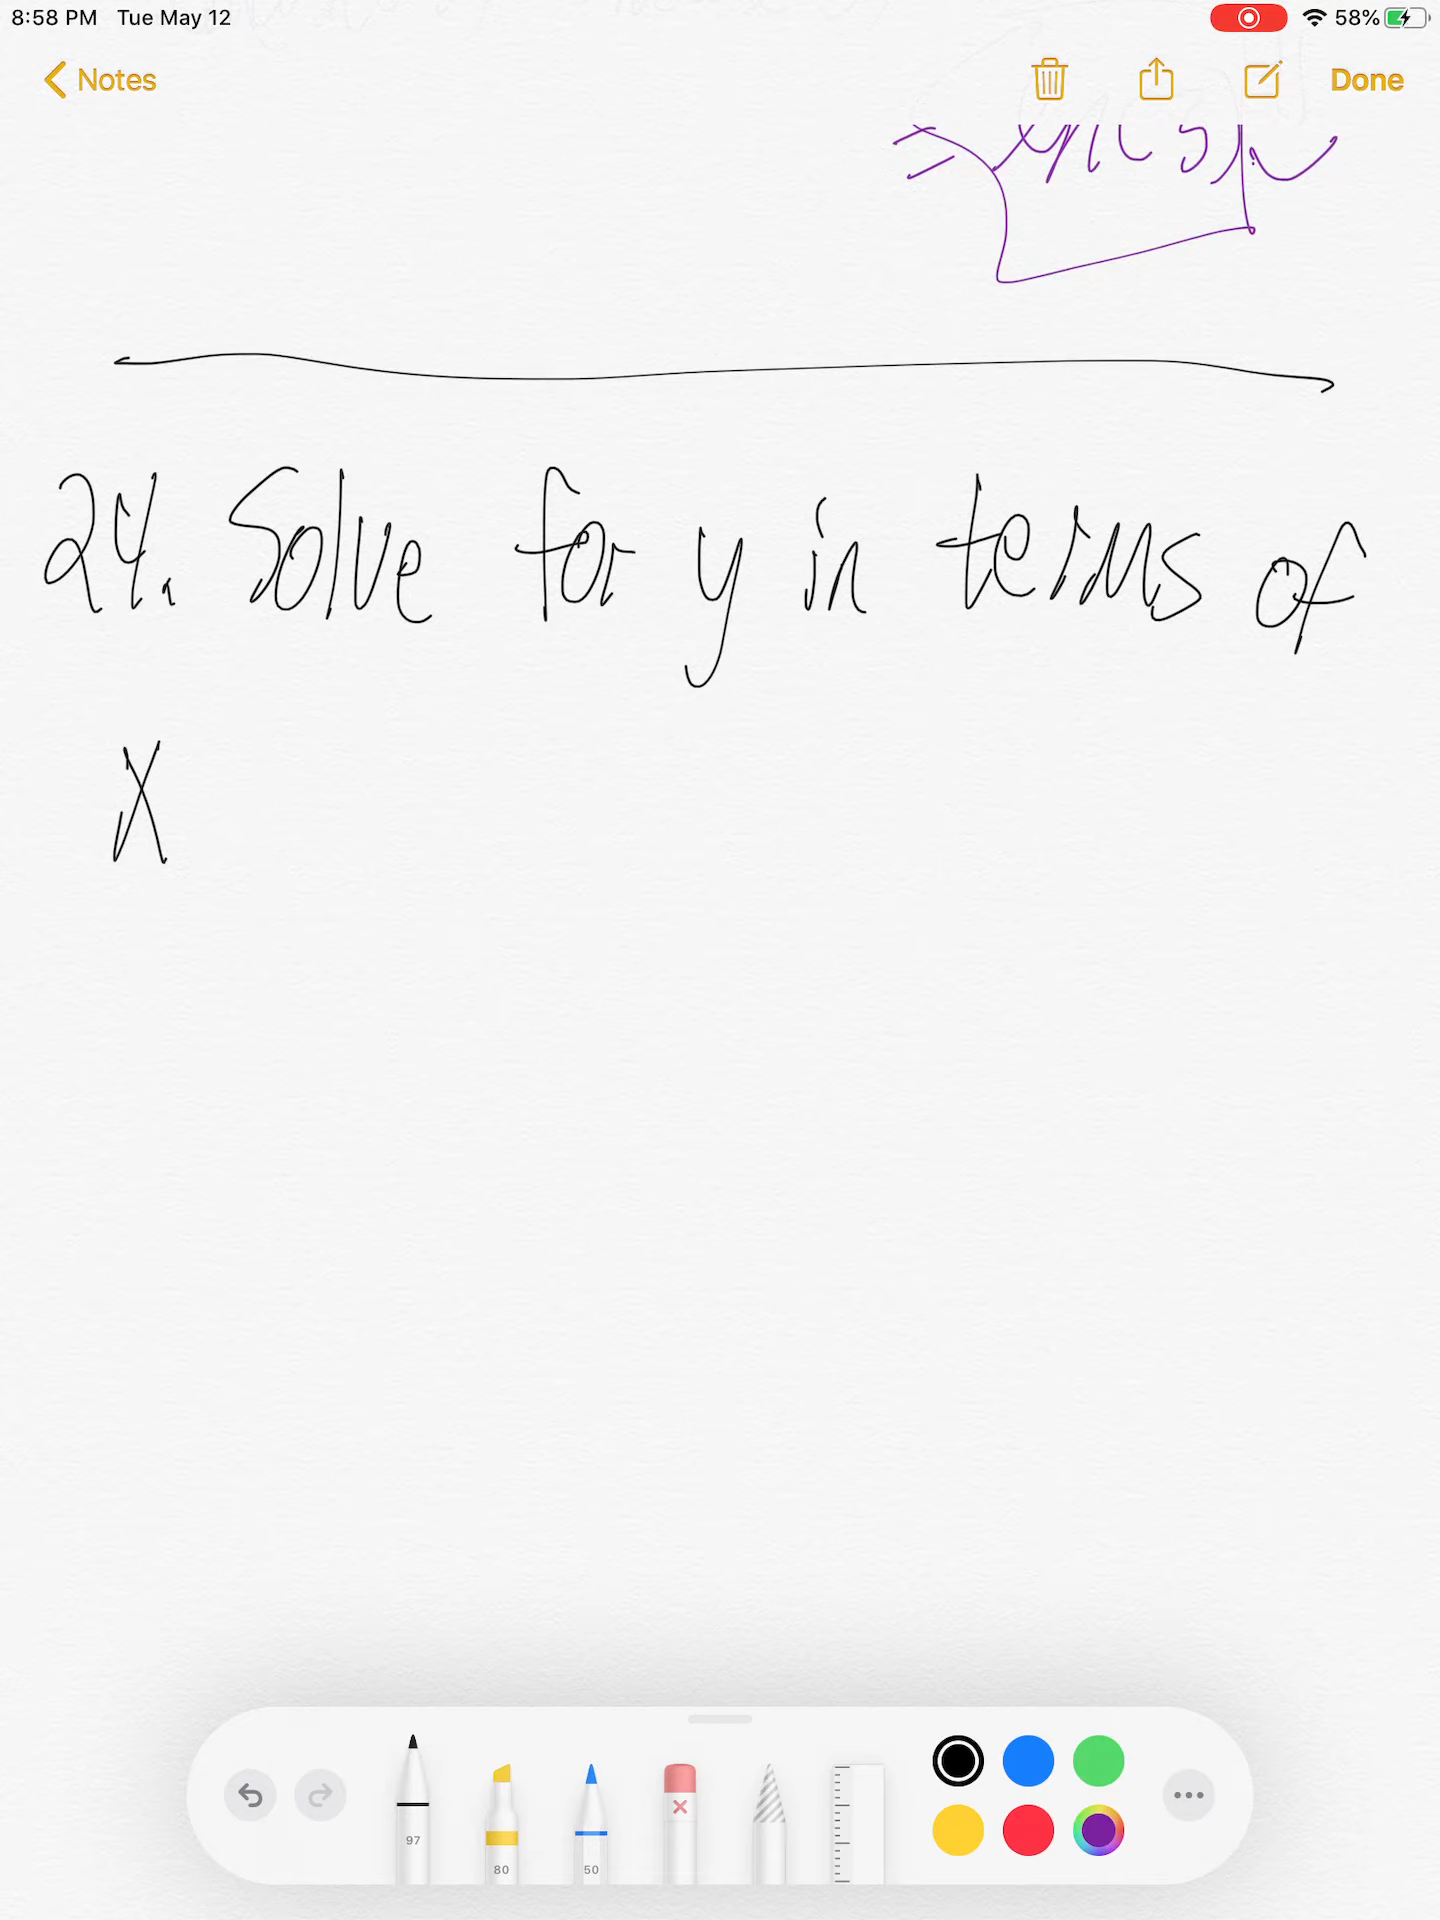 8:58 PM Tue May 12 58%
Notes Done
24. Solve for y in terms of
x
97 80 50